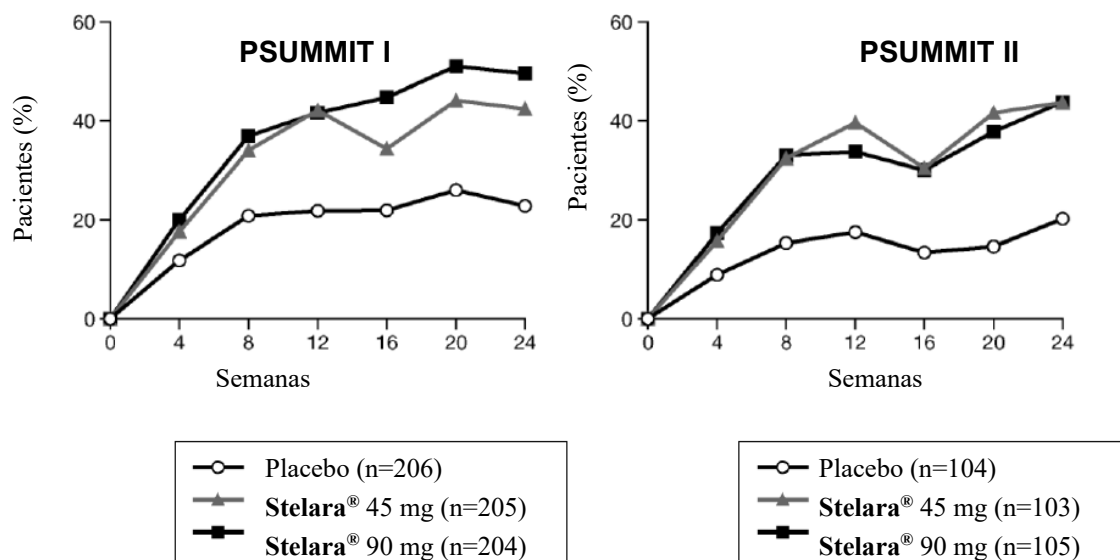 PSUMMIT I
Pacientes (%)
60
40
20
0
0 4 8 12 16 20 24
Semanas
Placebo (n=206)
Stelara® 45 mg (n=205)
Stelara® 90 mg (n=204)
PSUMMIT II
Pacientes (%)
60
40
20
0
0 4 8 12 16 20 24
Semanas
Placebo (n=104)
Stelara® 45 mg (n=103)
Stelara® 90 mg (n=105)